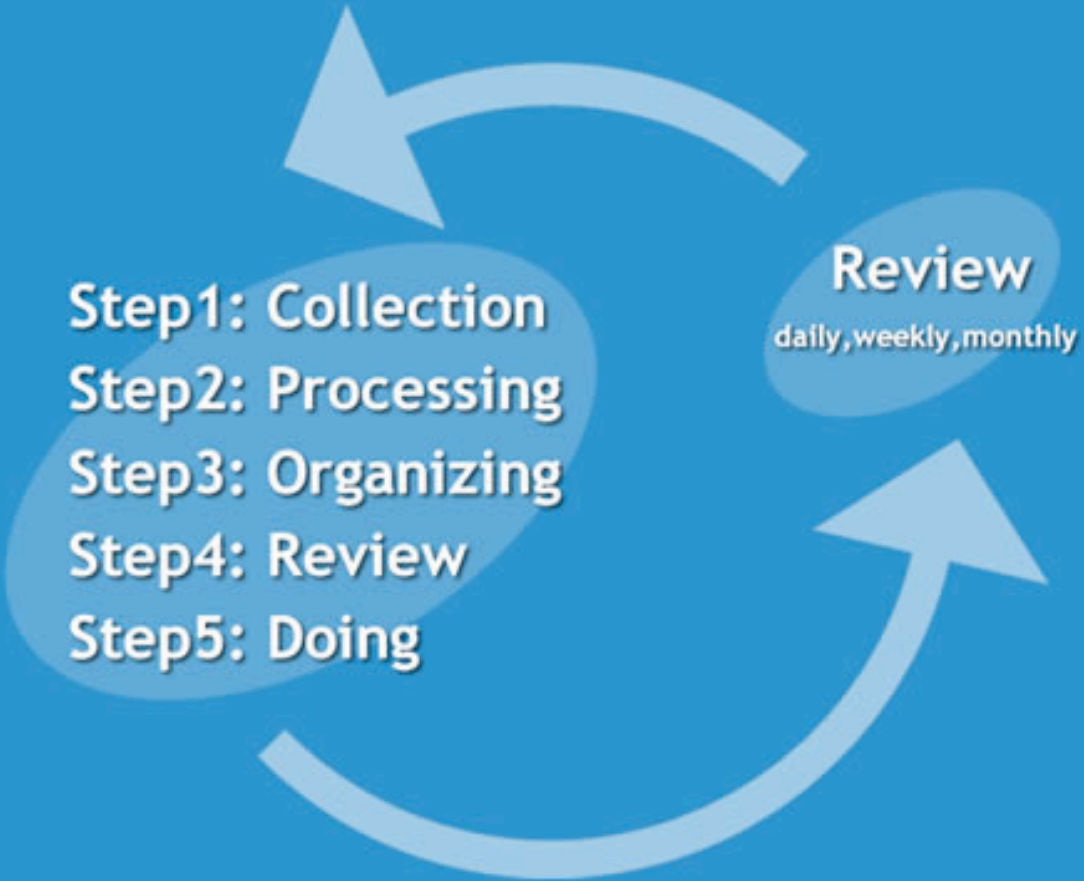 Step1: Collection
Step2: Processing
Step3: Organizing
Step4: Review
Step5: Doing
Review
daily,weekly,monthly